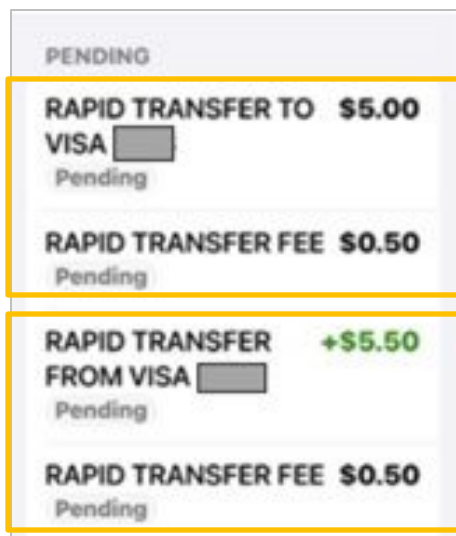 PENDING
RAPID TRANSFER TO $5.00
VISA
Pending
RAPID TRANSFER FEE $0.50
Pending
RAPID TRANSFER +$5.50
FROM VISA
Pending
RAPID TRANSFER FEE $0.50
Pending